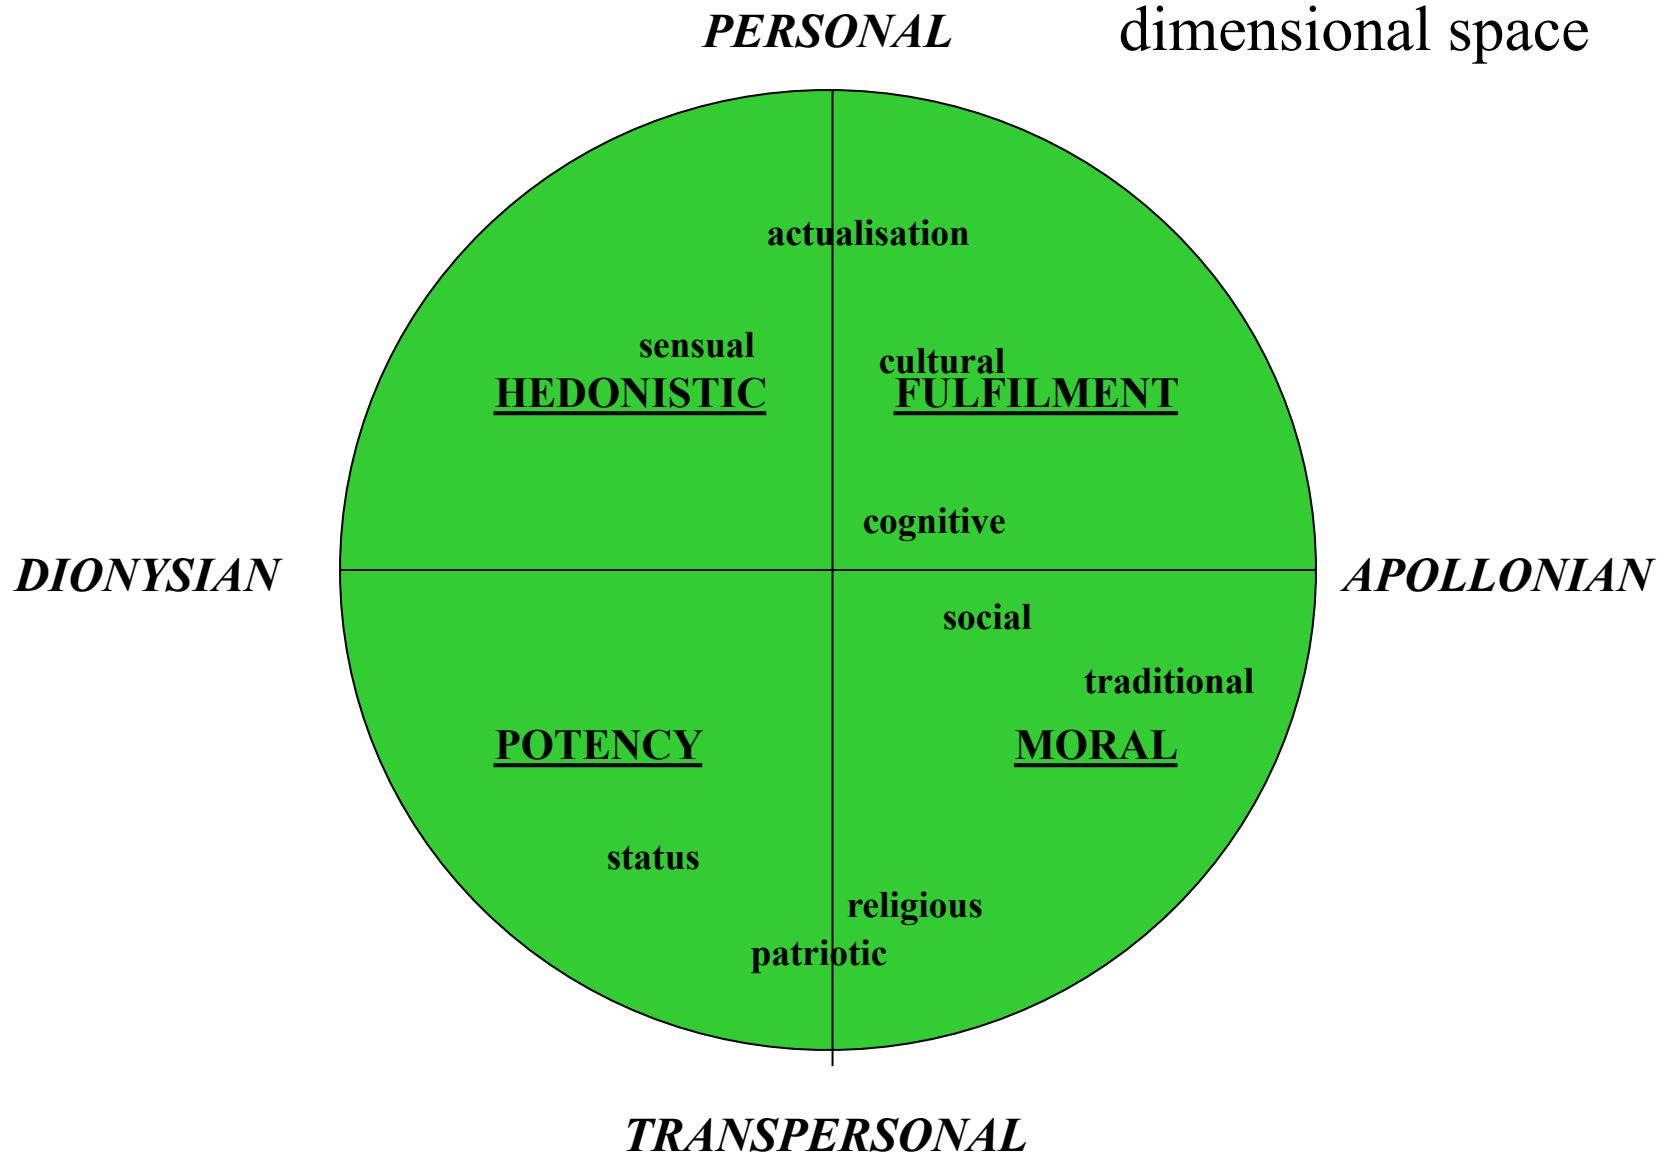 dimensional space
PERSONAL
actualisation
sensual
cultural
HEDONISTIC
FULFILMENT
cognitive
DIONYSIAN
APOLLONIAN
social
traditional
POTENCY
MORAL
status
religious
patriotic
TRANSPERSONAL